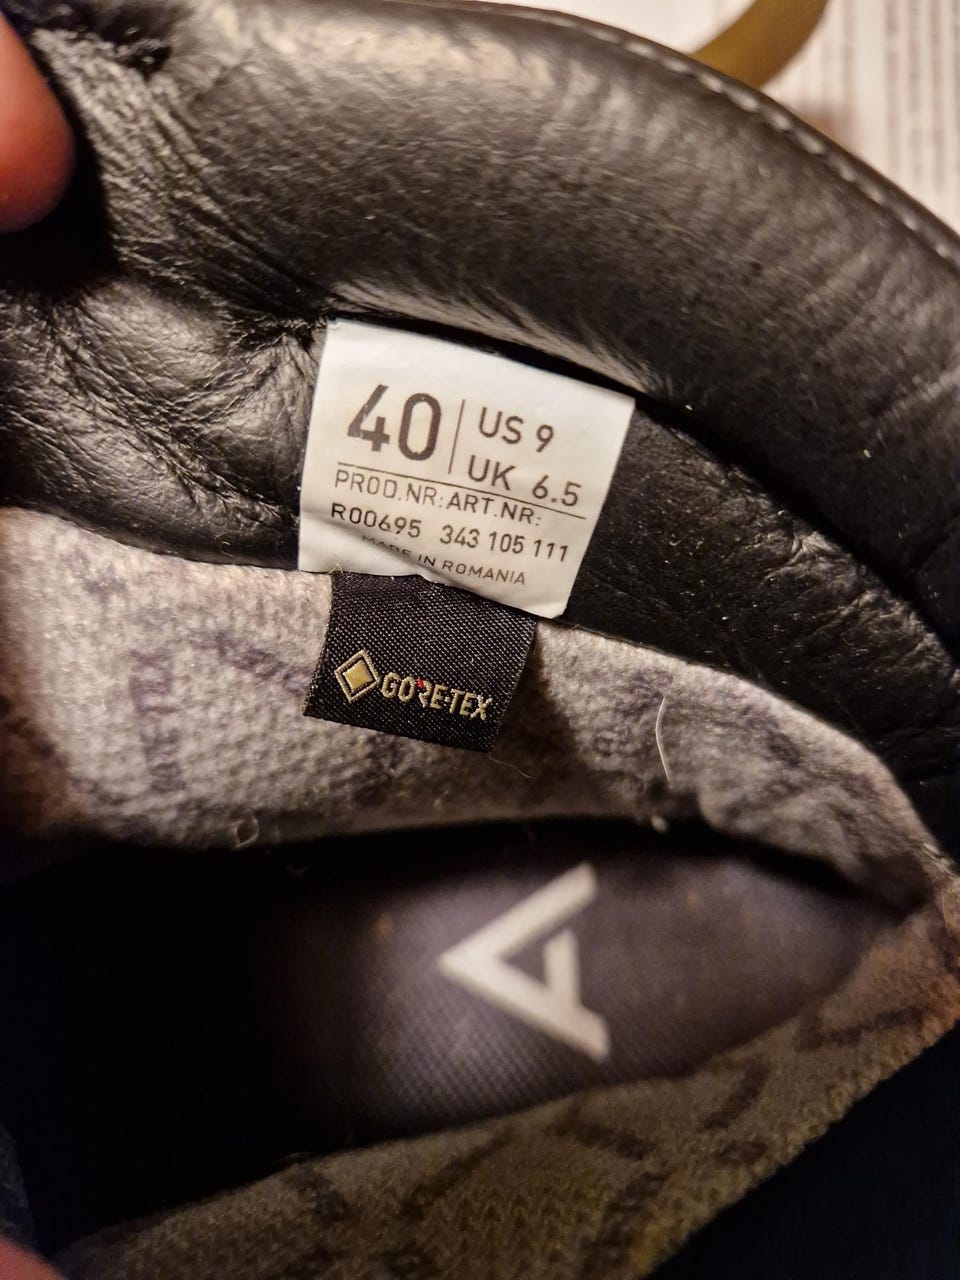 40
US 9
UK 6.5
PROD.NR: ART.NR:
R00695 343 105 111
MADE IN ROMANIA
GORE-TEX
A